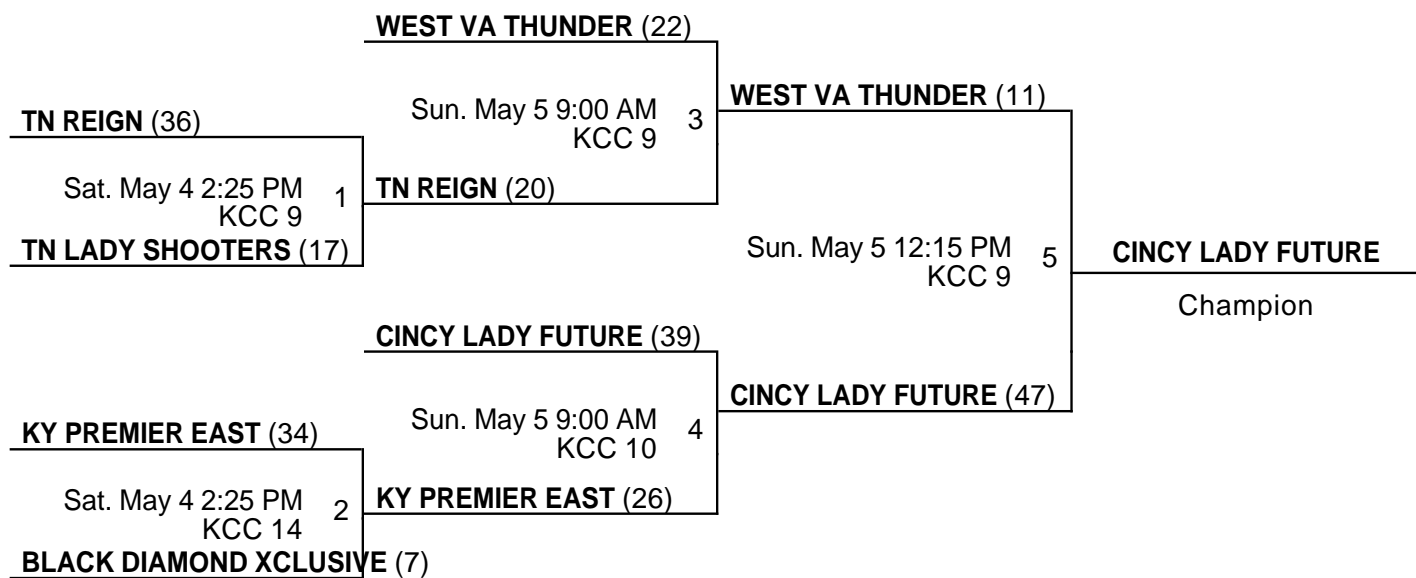 WEST VA THUNDER (22)
Sun. May 5 9:00 AM
KCC 9
3
WEST VA THUNDER (11)
TN REIGN (36)
Sat. May 4 2:25 PM
KCC 9
1
TN REIGN (20)
TN LADY SHOOTERS (17)
Sun. May 5 12:15 PM
KCC 9
5
CINCY LADY FUTURE
Champion
CINCY LADY FUTURE (39)
Sun. May 5 9:00 AM
KCC 10
4
CINCY LADY FUTURE (47)
KY PREMIER EAST (34)
Sat. May 4 2:25 PM
KCC 14
2
KY PREMIER EAST (26)
BLACK DIAMOND XCLUSIVE (7)